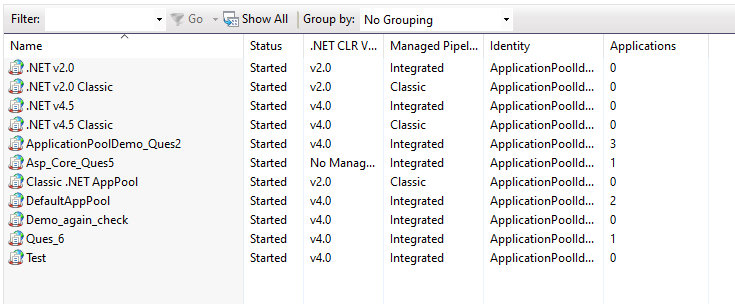 Filter: Go Show All Group by: No Grouping
Name Status .NET CLR V... Managed Pipel... Identity Applications
.NET v2.0 Started v2.0 Integrated ApplicationPoolId... 0
.NET v2.0 Classic Started v2.0 Classic ApplicationPoolId... 0
.NET v4.5 Started v4.0 Integrated ApplicationPoolId... 0
.NET v4.5 Classic Started v4.0 Classic ApplicationPoolId... 0
ApplicationPoolDemo_Ques2 Started v4.0 Integrated ApplicationPoolId... 3
Asp_Core_Ques5 Started No Manag... Integrated ApplicationPoolId... 1
Classic .NET AppPool Started v2.0 Classic ApplicationPoolId... 0
DefaultAppPool Started v4.0 Integrated ApplicationPoolId... 2
Demo_again_check Started v4.0 Integrated ApplicationPoolId... 0
Ques_6 Started v4.0 Integrated ApplicationPoolId... 1
Test Started v4.0 Integrated ApplicationPoolId... 0